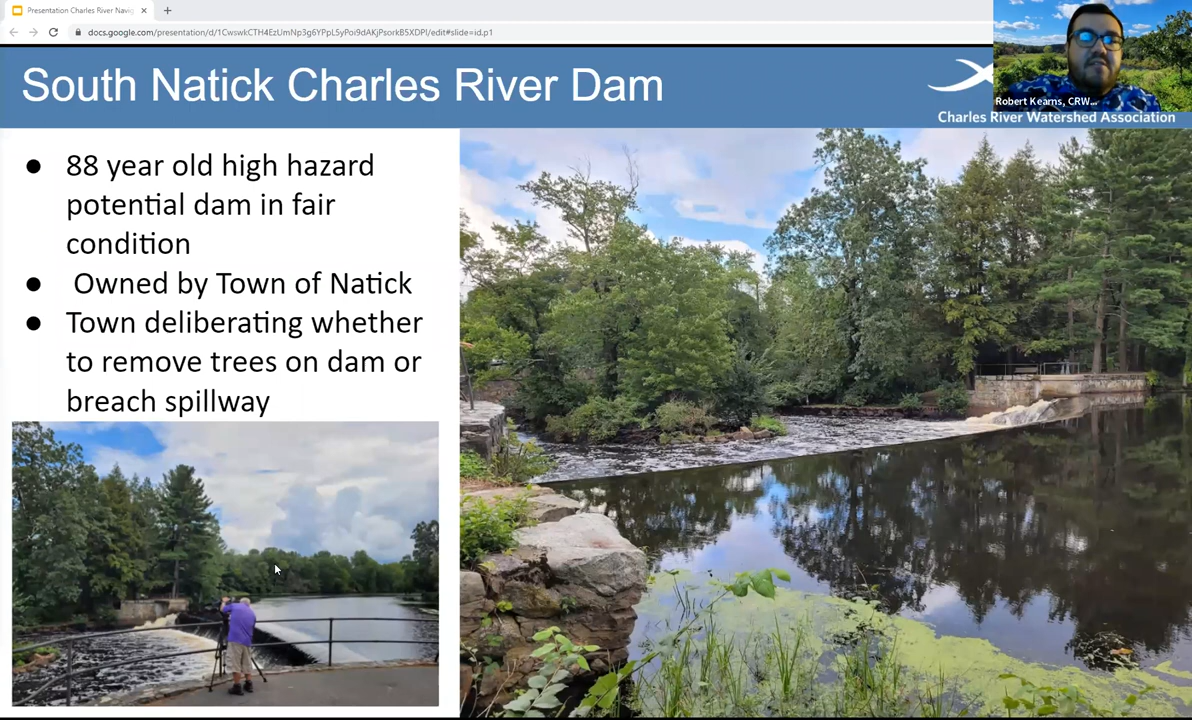 Presentation Charles River Navig
docs.google.com/presentation/d/1CwswkCTH4EzUmNp3g6YPpL5yPoi9dAKjPsorkB5XDPI/edit#slide=id.p1
South Natick Charles River Dam
Robert Kearns, CRW...
Charles River Watershed Association
● 88 year old high hazard
potential dam in fair
condition
● Owned by Town of Natick
● Town deliberating whether
to remove trees on dam or
breach spillway